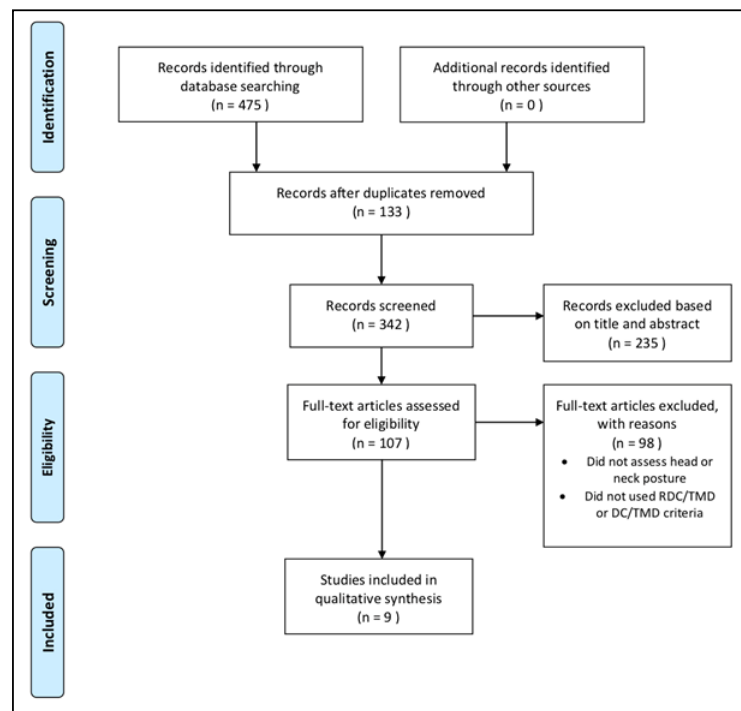 Identification
Records identified through
database searching
(n = 475 )
Additional records identified
through other sources
(n = 0 )
Records after duplicates removed
(n = 133 )
Screening
Records screened
(n = 342 )
Records excluded based
on title and abstract
(n = 235 )
Eligibility
Full-text articles assessed
for eligibility
(n = 107 )
Full-text articles excluded,
with reasons
(n = 98 )
• Did not assess head or
neck posture
• Did not used RDC/TMD
or DC/TMD criteria
Included
Studies included in
qualitative synthesis
(n = 9 )